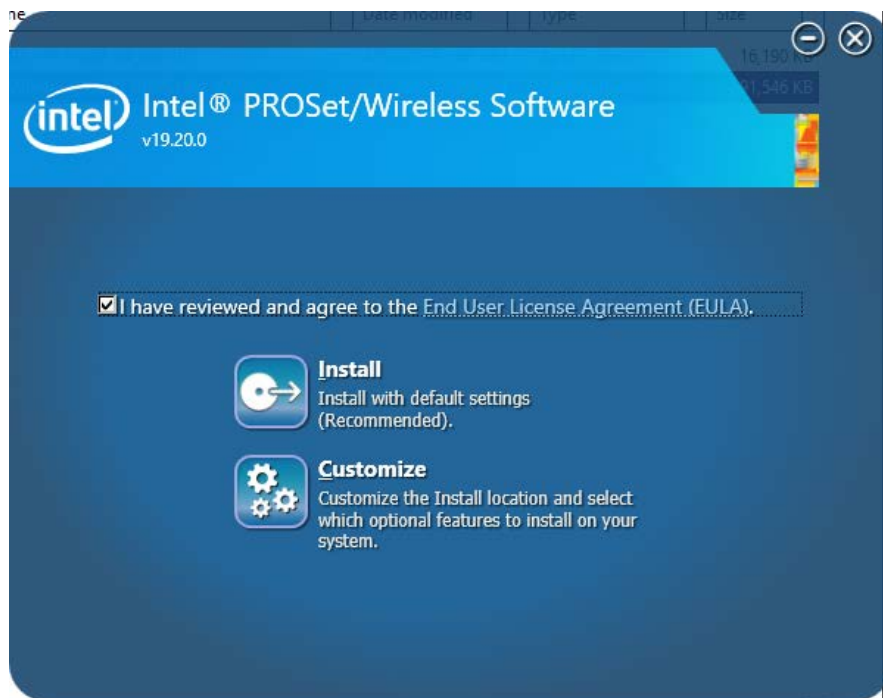 Date modified
Type
Size
16,190 KB
intel
Intel® PROSet/Wireless Software
v19.20.0
I have reviewed and agree to the End User License Agreement (EULA).
Install
Install with default settings
(Recommended).
Customize
Customize the Install location and select
which optional features to install on your
system.